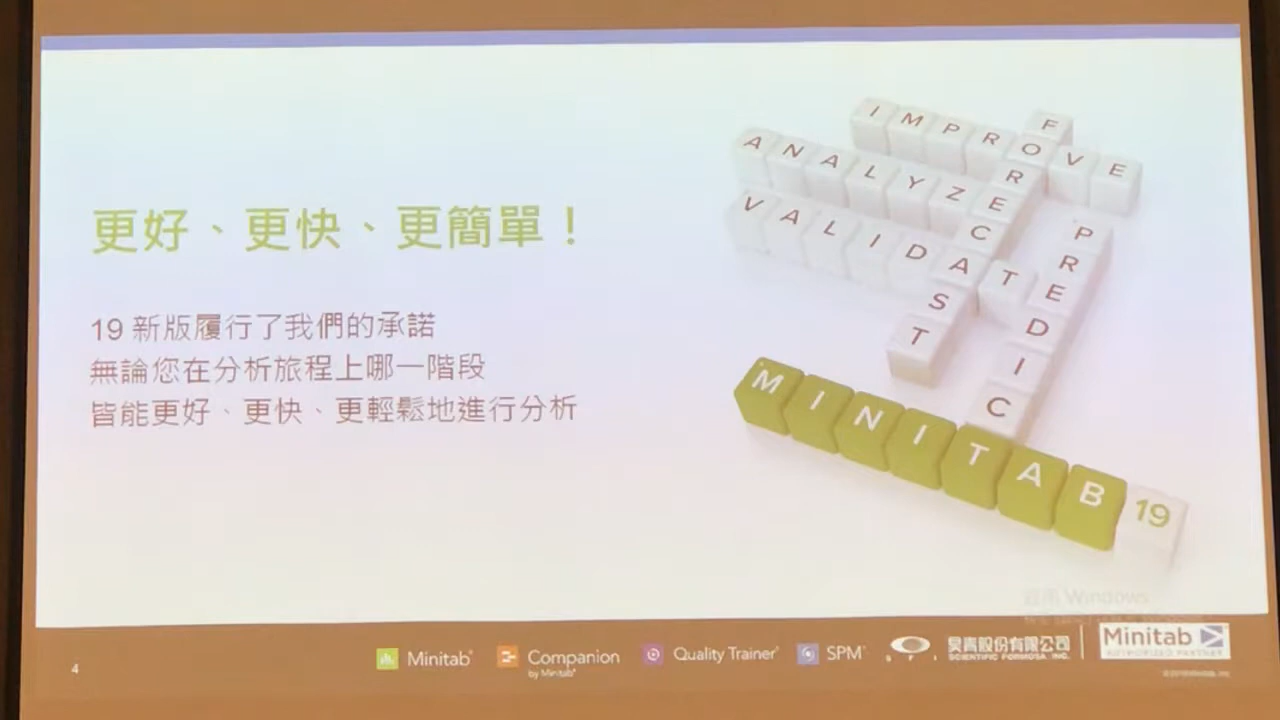 更好、更快、更簡單！
19 新版履行了我們的承諾
無論您在分析旅程上哪一階段
皆能更好、更快、更輕鬆地進行分析
IMPROVE
FORECAST
ANALYZE
VALIDATE
PREDICT
MINITAB 19
4
Minitab
Companion
by Minitab
Quality Trainer
SPM
昊青股份有限公司
SCIENTIFIC FORMOSA INC.
Minitab
AUTHORIZED PARTNER